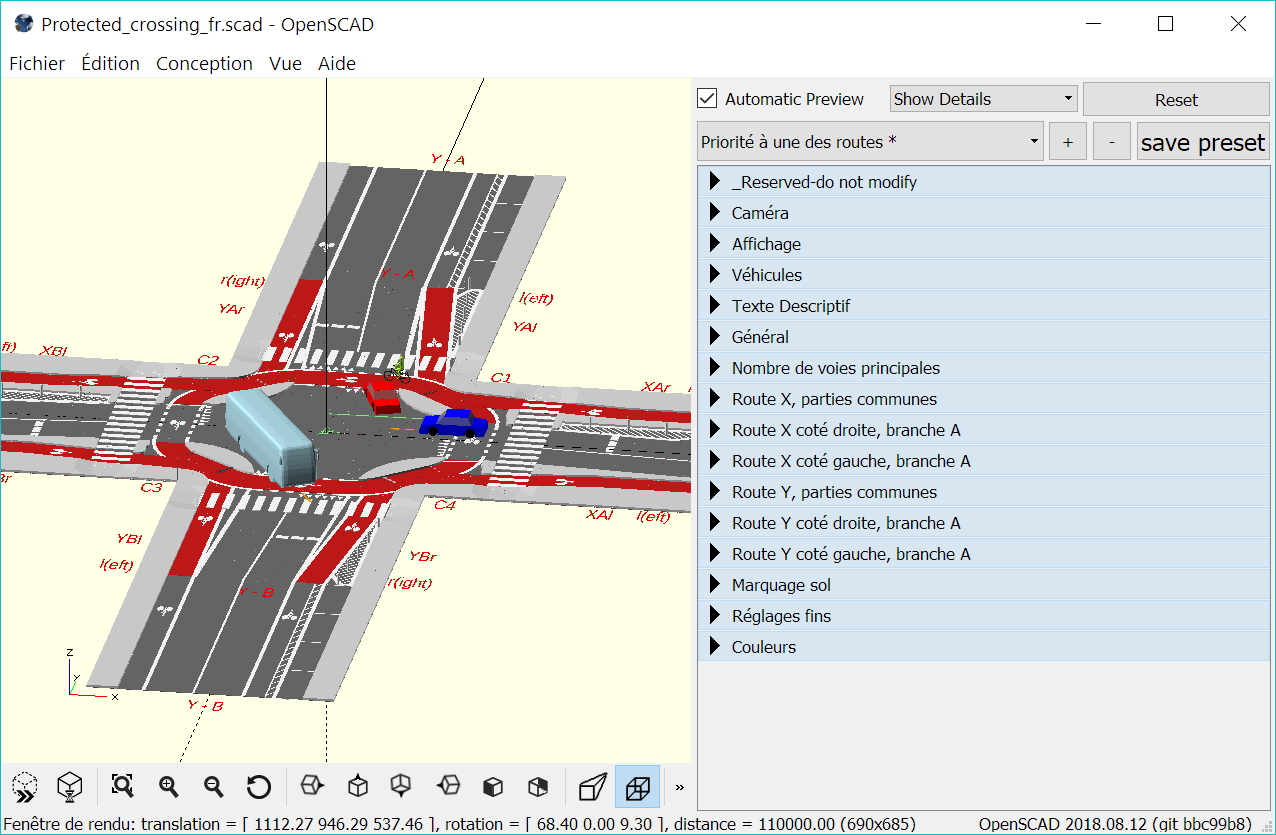 Protected_crossing_fr.scad - OpenSCAD
Fichier Édition Conception Vue Aide
Automatic Preview
Show Details
Reset
Priorité à une des routes *
+
-
save preset
_Reserved-do not modify
Caméra
Affichage
Véhicules
Texte Descriptif
Général
Nombre de voies principales
Route X, parties communes
Route X coté droite, branche A
Route X coté gauche, branche A
Route Y, parties communes
Route Y coté droite, branche A
Route Y coté gauche, branche A
Marquage sol
Réglages fins
Couleurs
Y - A
Y - A
r(ight)
YAr
l(eft)
YAl
ft)
XBl
C2
C1
XAr
Br
C3
C4
XAl
l(eft)
YBl
l(eft)
YBr
r(ight)
Y - B
Y - B
Z
Y
X
»
Fenêtre de rendu: translation = [ 1112.27 946.29 537.46 ], rotation = [ 68.40 0.00 9.30 ], distance = 110000.00 (690x685)
OpenSCAD 2018.08.12 (git bbc99b8)